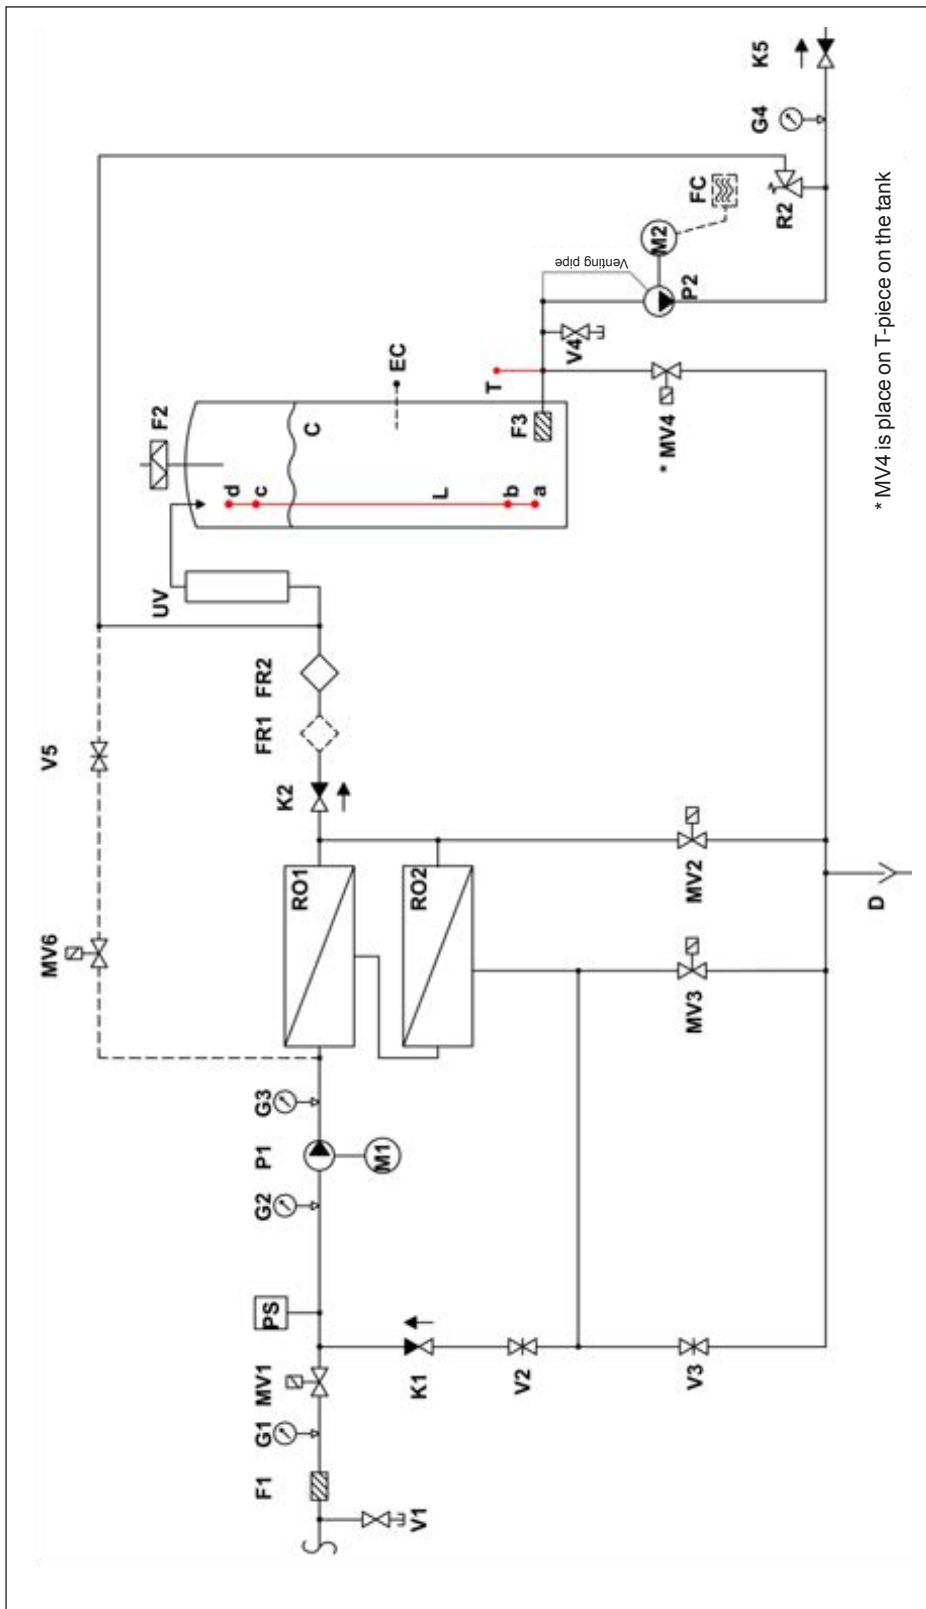 MV6
V5
K5
G4
R2
FC
M2
P2
Venting pipe
V4
T
EC
F2
C
d
c
L
b
a
F3
* MV4
UV
FR2
FR1
K2
RO1
RO2
G3
P1
M1
G2
PS
MV1
G1
F1
V1
K1
V2
V3
MV3
MV2
D
* MV4 is place on T-piece on the tank